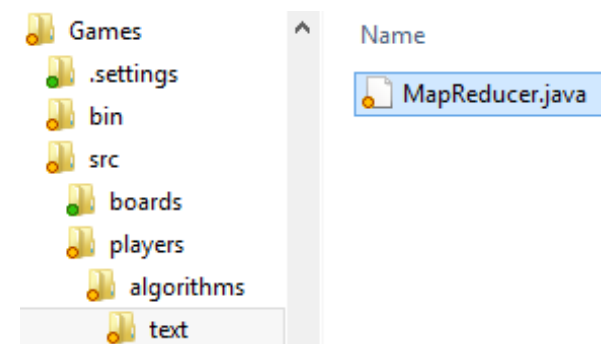 Games
.settings
bin
src
boards
players
algorithms
text
Name
MapReducer.java